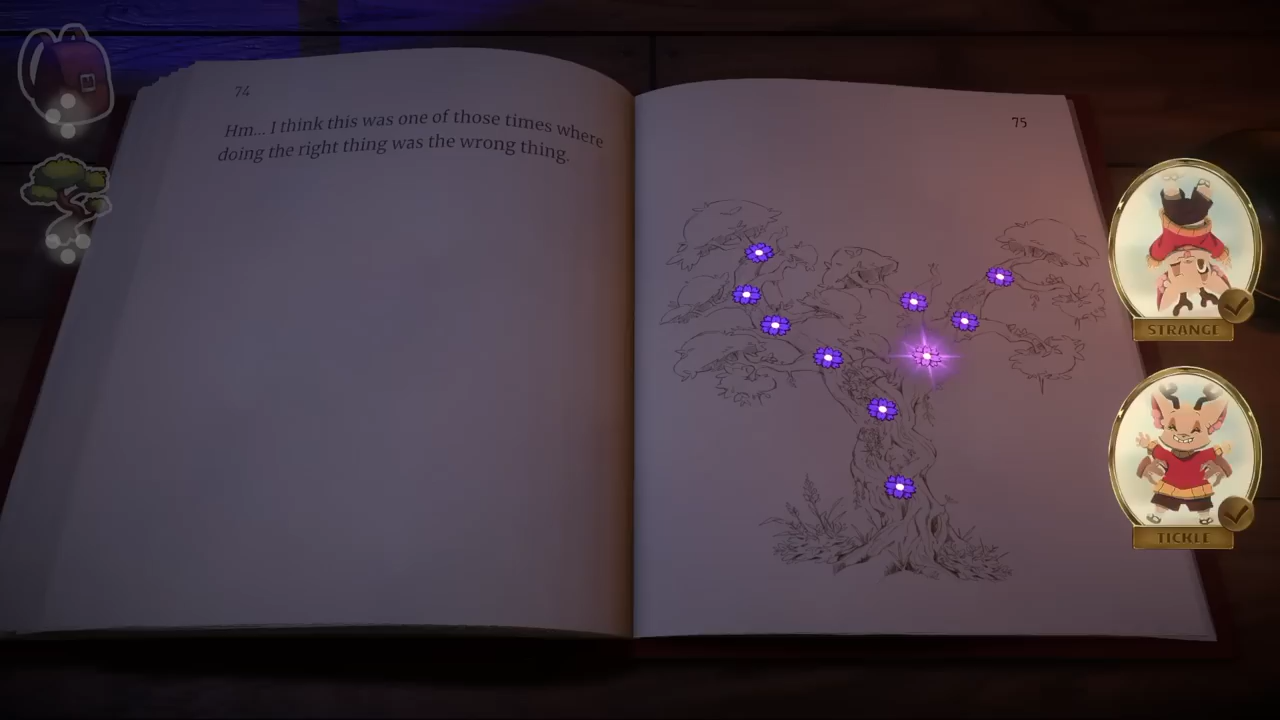 74
Hm... I think this was one of those times where
doing the right thing was the wrong thing.
75
STRANGE
TICKLE